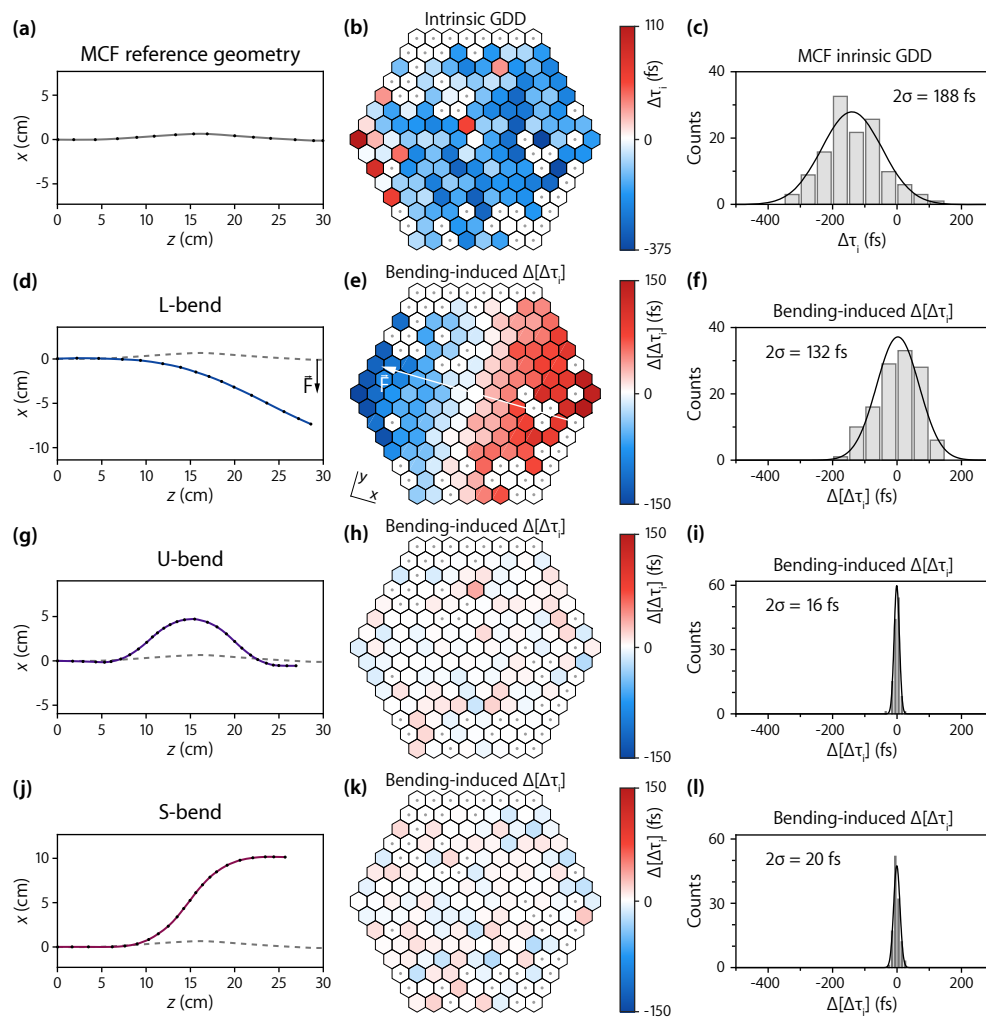 (a)
MCF reference geometry
5
0
-5
x (cm)
0 5 10 15 20 25 30
z (cm)
(b)
Intrinsic GDD
110
0
-375
Δτi (fs)
(c)
MCF inrinsic GDD
2σ = 188 fs
40
20
0
Counts
-400 -200 0 200
Δτi (fs)
(d)
L-bend
0
-5
-10
x (cm)
F
0 5 10 15 20 25 30
z (cm)
(e)
Bending-induced Δ[Δτi]
F
y
x
150
0
-150
Δ[Δτi] (fs)
(f)
Bending-induced Δ[Δτi]
2σ = 132 fs
40
20
0
Counts
-400 -200 0 200
Δ[Δτi] (fs)
(g)
U-bend
5
0
x (cm)
0 5 10 15 20 25 30
z (cm)
(h)
Bending-induced Δ[Δτi]
150
0
-150
Δ[Δτi] (fs)
(i)
Bending-induced Δ[Δτi]
2σ = 16 fs
60
30
0
Counts
-400 -200 0 200
Δ[Δτi] (fs)
(j)
S-bend
10
5
0
x (cm)
0 5 10 15 20 25 30
z (cm)
(k)
Bending-induced Δ[Δτi]
150
0
-150
Δ[Δτi] (fs)
(l)
Bending-induced Δ[Δτi]
2σ = 20 fs
60
30
0
Counts
-400 -200 0 200
Δ[Δτi] (fs)